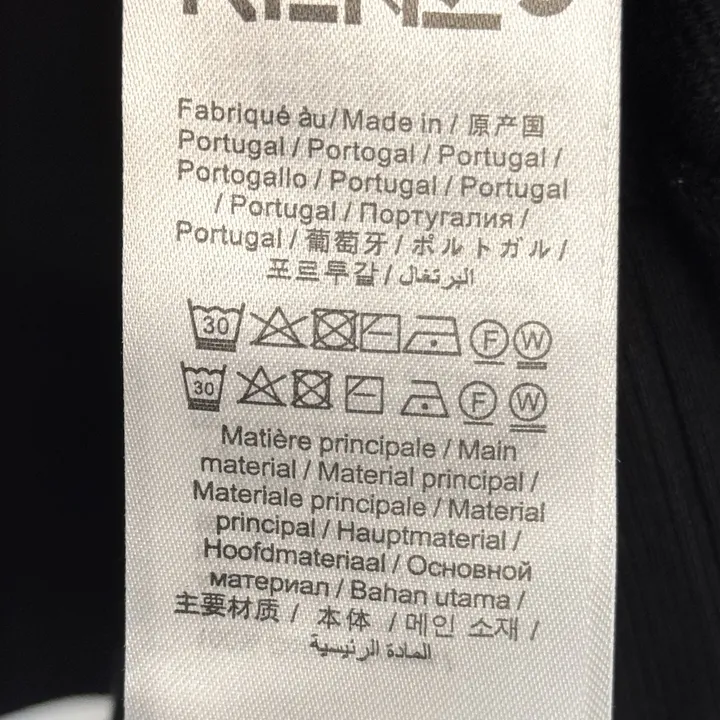 KENZO
Fabriqué àu / Made in / 原产国
Portugal / Portogal / Portugal /
Portogallo / Portugal / Portugal
/ Portugal / Португалия /
Portugal / 葡萄牙 / ポルトガル /
포르투갈 / البرتغال
30 F W
30 F W
Matière principale / Main
material / Material principal /
Materiale principale / Material
principal / Hauptmaterial /
Hoofdmateriaal / Основной
материал / Bahan utama /
主要材质 / 本体 / 메인 소재 /
المادة الرئيسية